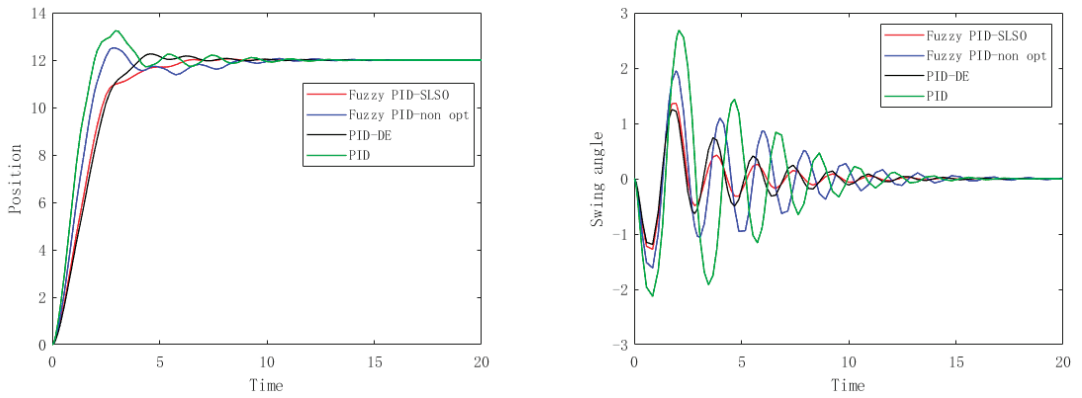 14
12
10
8
6
4
2
0
Position
0 5 10 15 20
Time
Fuzzy PID-SLSO
Fuzzy PID-non opt
PID-DE
PID
3
2
1
0
-1
-2
-3
Swing angle
0 5 10 15 20
Time
Fuzzy PID-SLSO
Fuzzy PID-non opt
PID-DE
PID